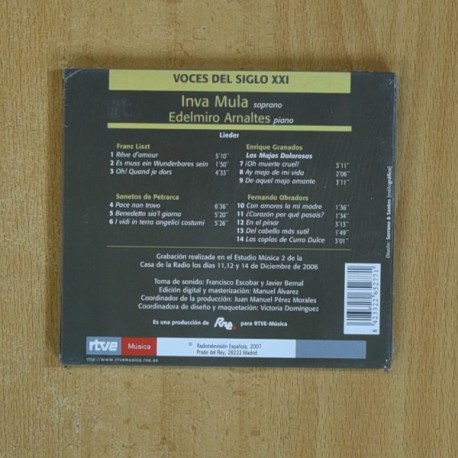 VOCES DEL SIGLO XXI
Inva Mula soprano
Edelmiro Arnaltes piano
Lieder
Frans Liszt
1 Rêve d'amour 5'10"
2 Es muss ein Wunderbares sein 1'50"
3 Oh! Quand je dors 4'33"
Sonetos de Petrarca
4 Pace non trovo 6'36"
5 Benedetto sia'l giorno 5'20"
6 I vidi in terra angelici costumi 5'26"
Enrique Granados
Las Majas Dolorosas
7 ¡Oh muerte cruel! 3'11"
8 Ay majo de mi vida 2'06"
9 De aquel majo amante 3'11"
Fernando Obradors
10 Con amores la mi madre 1'36"
11 ¿Corazón por qué pasais? 1'34"
12 En el pinar 3'13"
13 Del cabello más sutil 1'49"
14 Las coplas de Curro Dulce 3'01"
Grabación realizada en el Estudio Música 2 de la
Casa de la Radio los días 11,12 y 14 de Diciembre de 2006
Toma de sonido: Francisco Escobar y Javier Bernal
Edición digital y masterización: Manuel Álvarez
Coordinador de la producción: Juan Manuel Pérez Morales
Coordinadora de diseño y maquetación: Victoria Domínguez
Es una producción de Rne para RTVE-Música
rtve Música
© Radiotelevisión Española, 2007
Prado del Rey, 28223 Madrid
http://www.rtvemusica.rne.es